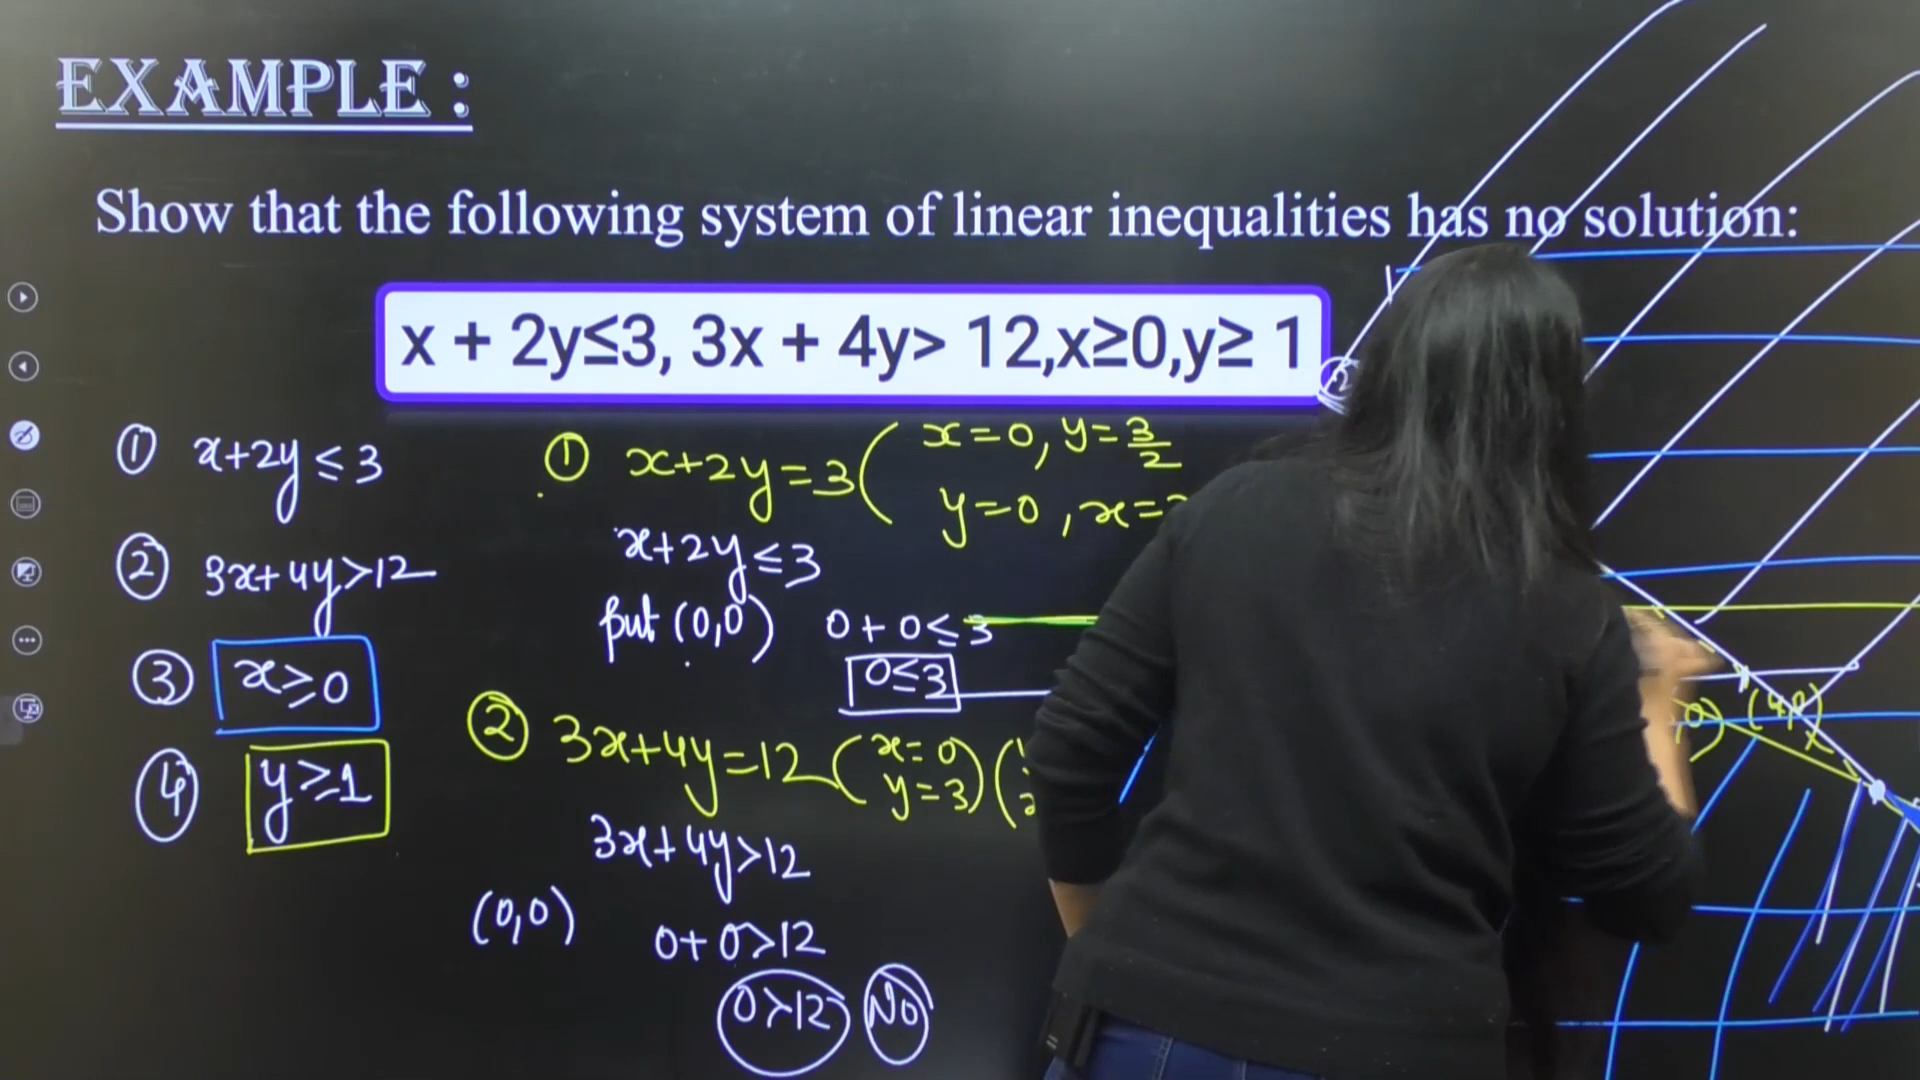 EXAMPLE :
Show that the following system of linear inequalities has no solution:
x + 2y≤3, 3x + 4y> 12,x≥0,y≥ 1
① x+2y≤3
② 3x+4y>12
③ x≥0
④ y≥1
① x+2y=3 ( x=0, y=3/2
y=0, x=
x+2y≤3
put (0,0) 0+0≤3
0≤3
② 3x+4y=12 ( x=0
y=3 ) (
3x+4y>12
(0,0) 0+0>12
0>12 No
(4,0)